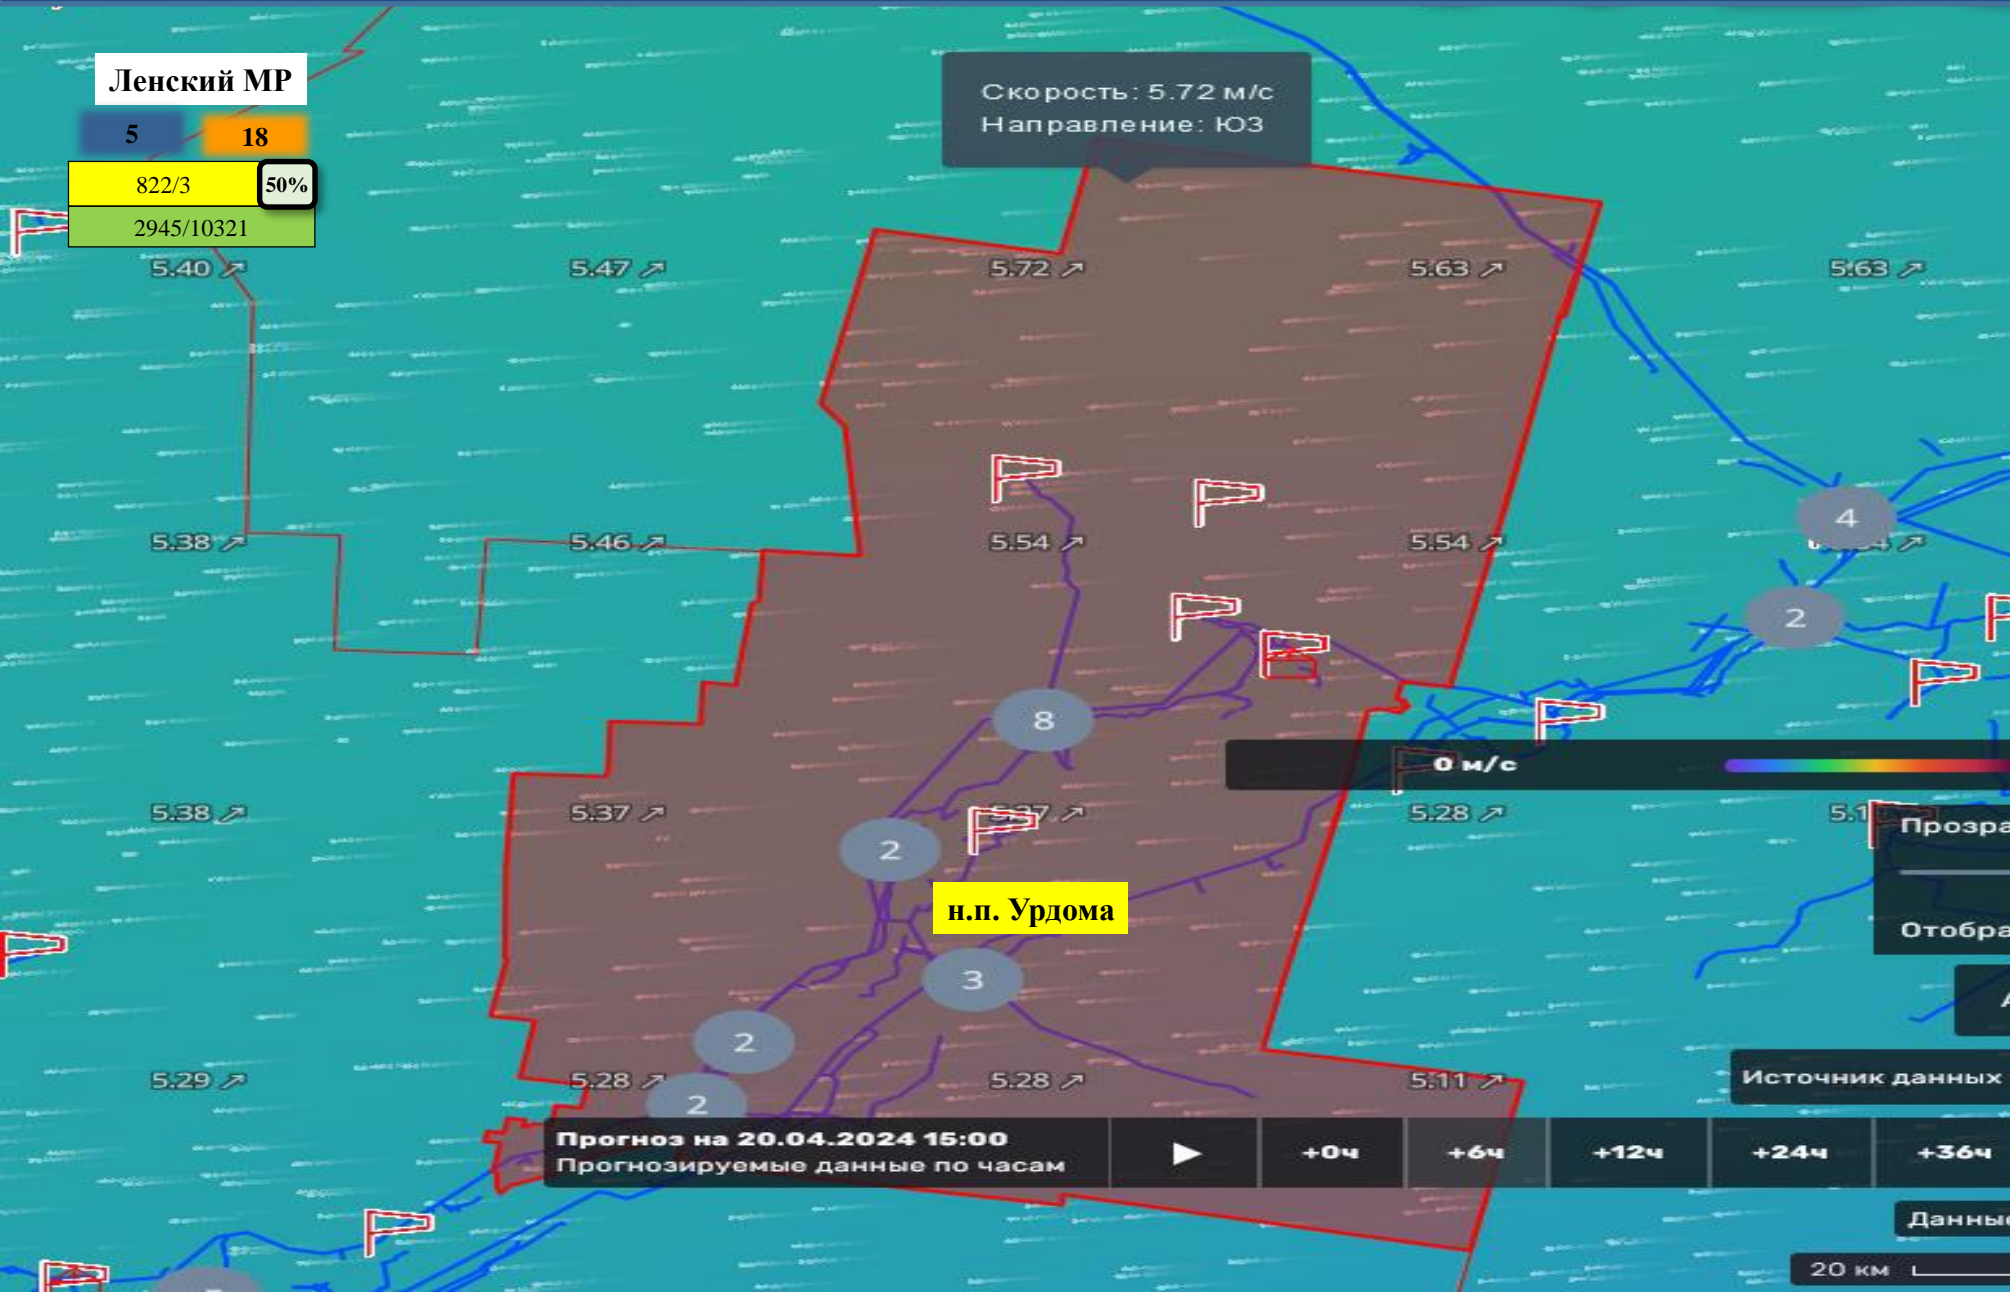 Ленский МР
5 18
822/3 50%
2945/10321
Скорость: 5.72 м/с
Направление: ЮЗ
5.40 5.47 5.72 5.63 5.63
5.38 5.46 5.54 5.54
4
2
8
0 м/с
5.38 5.37 5.28
Прозра
2
н.п. Урдома
Отобра
3
2
5.29 5.28 5.28 5.11
Источник данных
2
Прогноз на 20.04.2024 15:00
Прогнозируемые данные по часам
+0ч +6ч +12ч +24ч +36ч
Данные
20 км